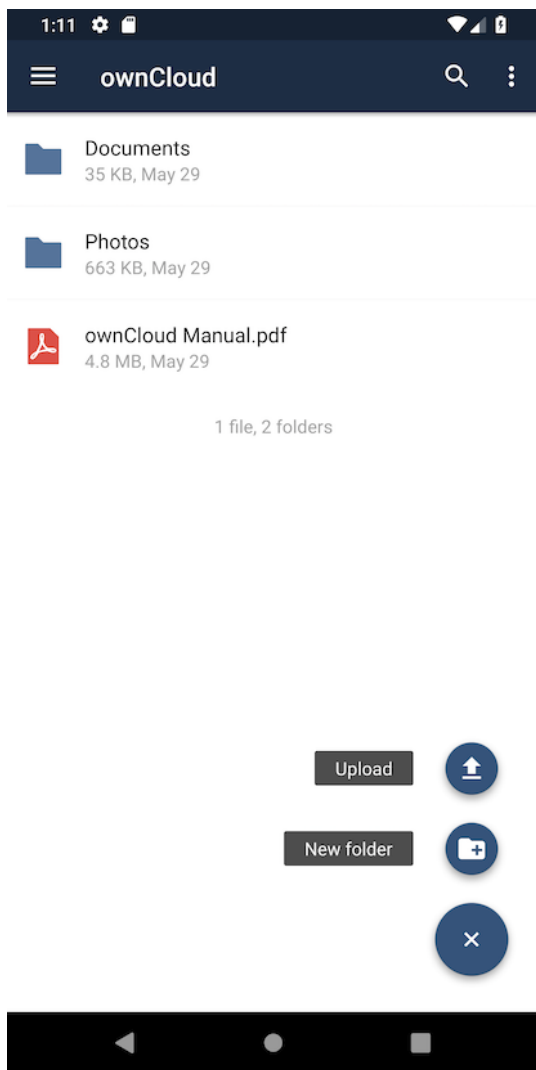 1:11
ownCloud
Documents
35 KB, May 29
Photos
663 KB, May 29
ownCloud Manual.pdf
4.8 MB, May 29
1 file, 2 folders
Upload
New folder